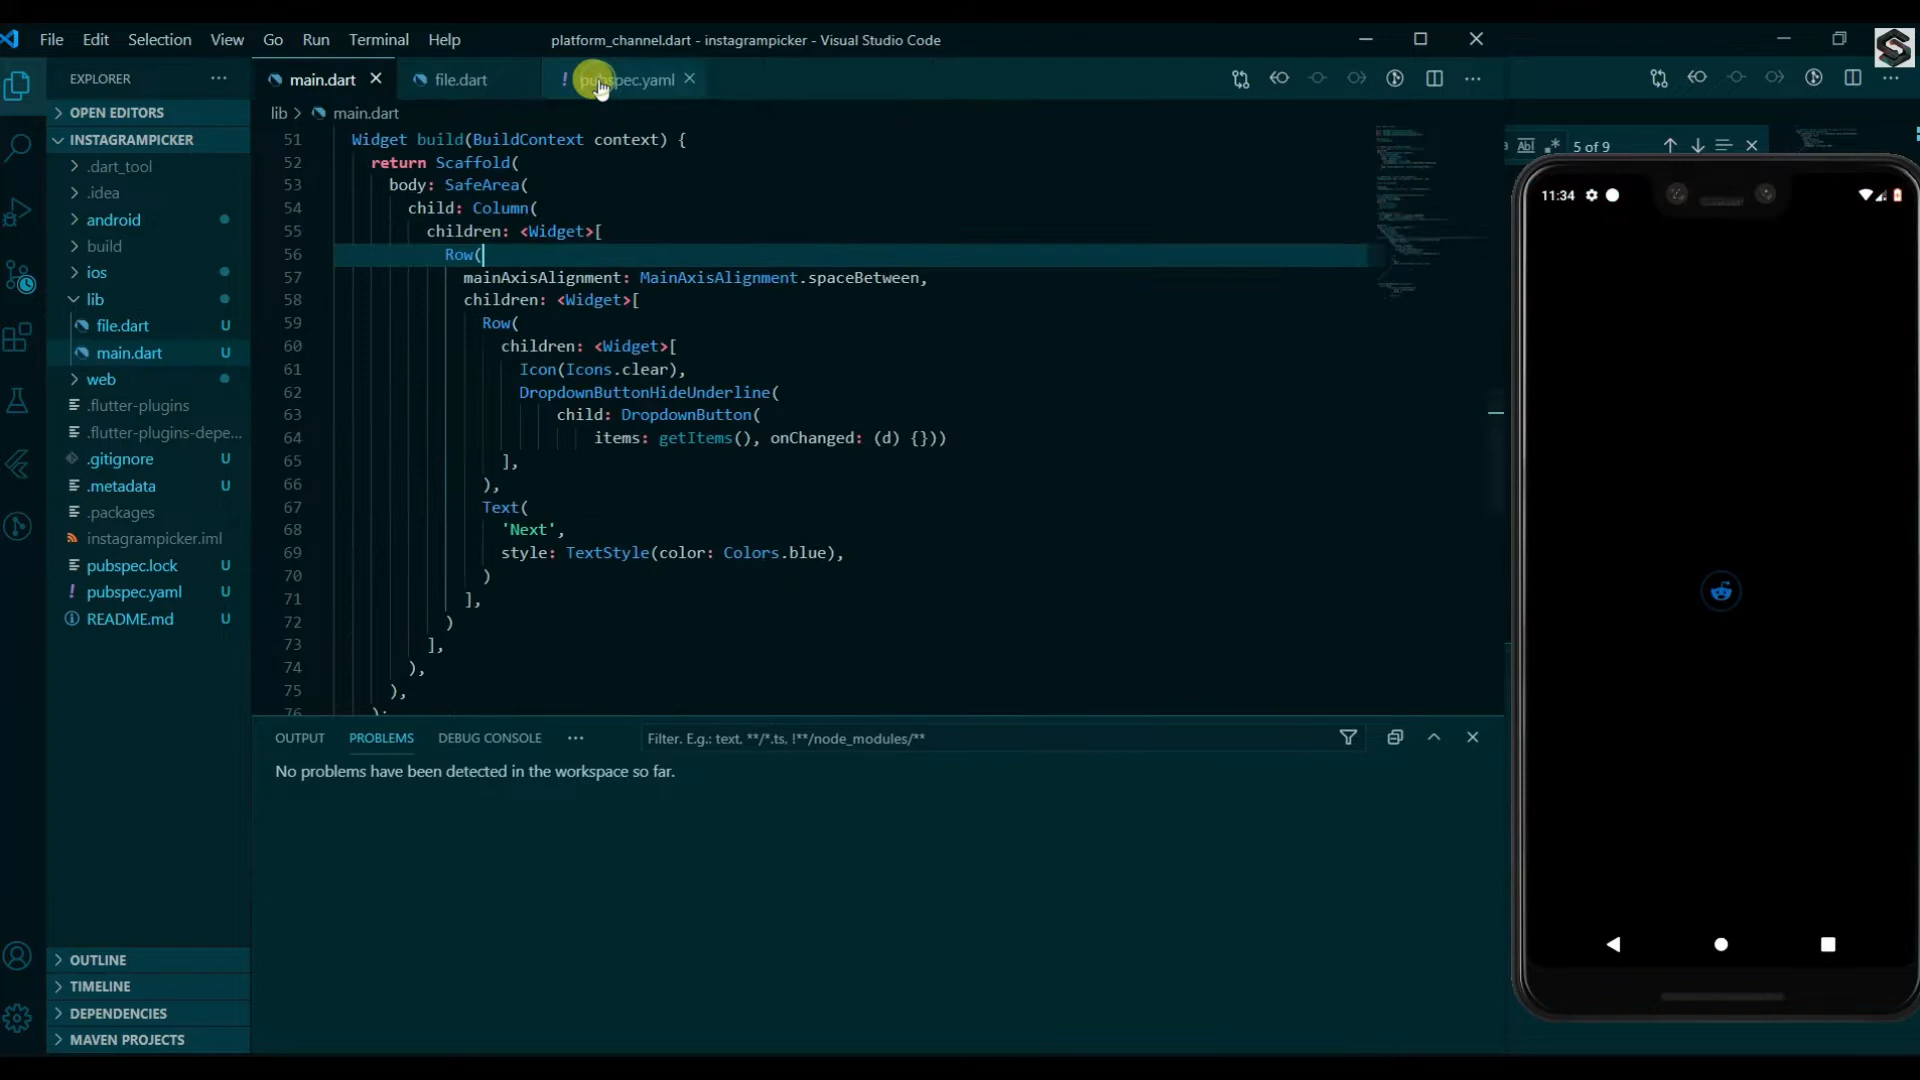 File Edit Selection View Go Run Terminal Help platform_channel.dart - instagrampicker - Visual Studio Code
EXPLORER
main.dart
file.dart
! pubspec.yaml
OPEN EDITORS
INSTAGRAMPICKER
.dart_tool
.idea
android
build
ios
lib
file.dart U
main.dart U
web
.flutter-plugins
.flutter-plugins-depe...
.gitignore U
.metadata U
.packages
instagrampicker.iml
pubspec.lock U
! pubspec.yaml U
README.md U
OUTLINE
TIMELINE
DEPENDENCIES
MAVEN PROJECTS
lib > main.dart
51 Widget build(BuildContext context) {
52 return Scaffold(
53 body: SafeArea(
54 child: Column(
55 children: <Widget>[
56 Row(
57 mainAxisAlignment: MainAxisAlignment.spaceBetween,
58 children: <Widget>[
59 Row(
60 children: <Widget>[
61 Icon(Icons.clear),
62 DropdownButtonHideUnderline(
63 child: DropdownButton(
64 items: getItems(), onChanged: (d) {}))
65 ],
66 ),
67 Text(
68 'Next',
69 style: TextStyle(color: Colors.blue),
70 )
71 ],
72 )
73 ],
74 ),
75 ),
76 );
OUTPUT PROBLEMS DEBUG CONSOLE ...
Filter. E.g.: text, **/*.ts, !**/node_modules/**
No problems have been detected in the workspace so far.
Abl .* 5 of 9
11:34